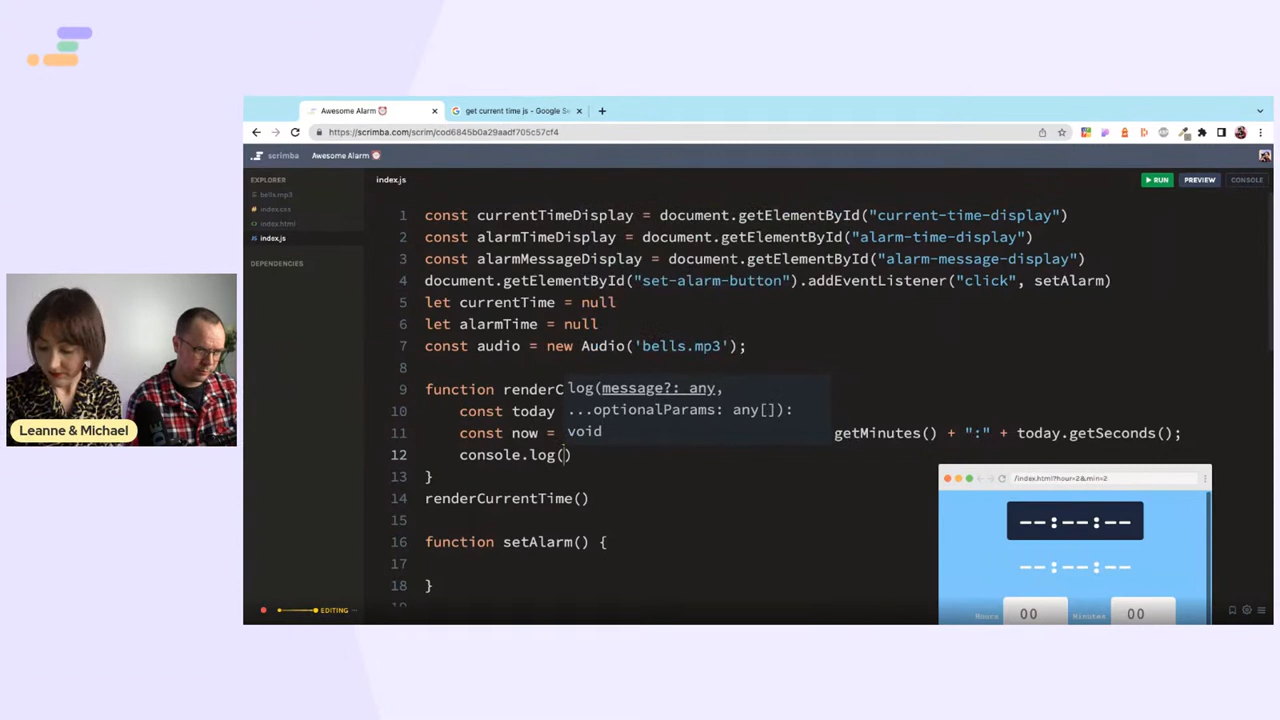 Awesome Alarm ⏰
get current time js - Google Se
https://scrimba.com/scrim/cod6845b0a29aadf705c57cf4
scrimba
Awesome Alarm ⏰
EXPLORER
index.js
RUN
PREVIEW
CONSOLE
bells.mp3
index.css
index.html
index.js
DEPENDENCIES
1 const currentTimeDisplay = document.getElementById("current-time-display")
2 const alarmTimeDisplay = document.getElementById("alarm-time-display")
3 const alarmMessageDisplay = document.getElementById("alarm-message-display")
4 document.getElementById("set-alarm-button").addEventListener("click", setAlarm)
5 let currentTime = null
6 let alarmTime = null
7 const audio = new Audio('bells.mp3');
8
9 function renderC
log(message?: any,
...optionalParams: any[]):
void
10 const today
11 const now = getMinutes() + ":" + today.getSeconds();
12 console.log()
13 }
14 renderCurrentTime()
15
16 function setAlarm() {
17
18 }
/index.html?hour=2&min=2
--:--:--
--:--:--
Hours 00 Minutes 00
EDITING
Leanne & Michael